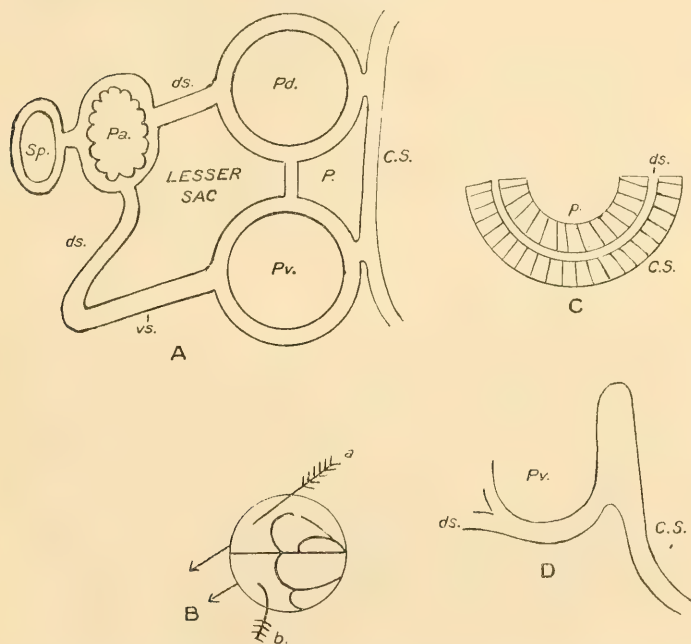 ds.
Pd.
Sp.
Pa.
LESSER
SAC
P.
C.S.
ds.
Pv.
vs.
A
ds.
p.
C.S.
C
a
B
b.
Pv.
ds.
C.S.
D